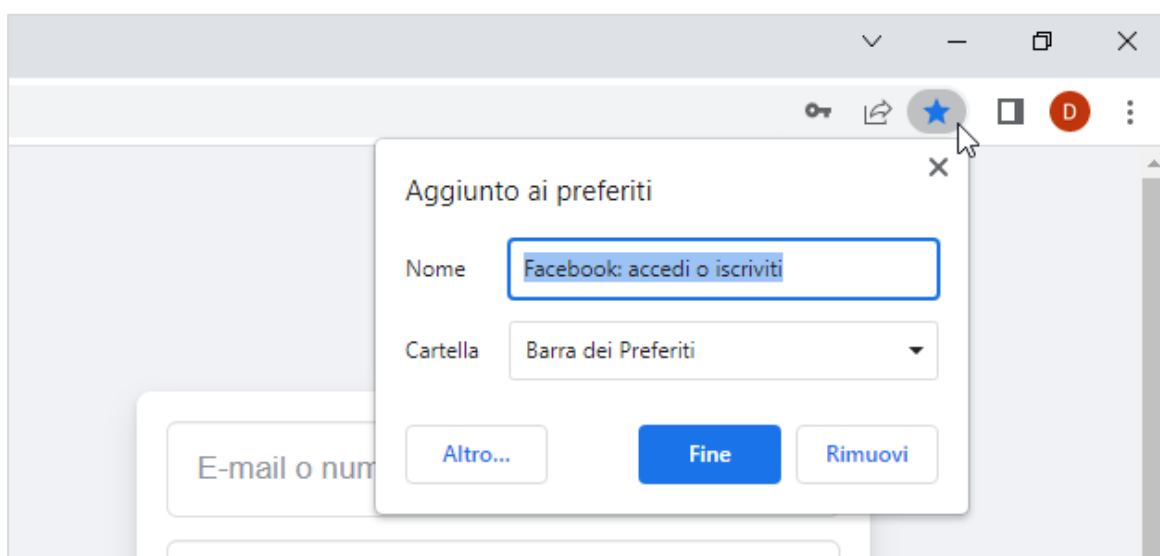 D
Aggiunto ai preferiti
Nome
Facebook: accedi o iscriviti
Cartella
Barra dei Preferiti
Altro...
Fine
Rimuovi
E-mail o num